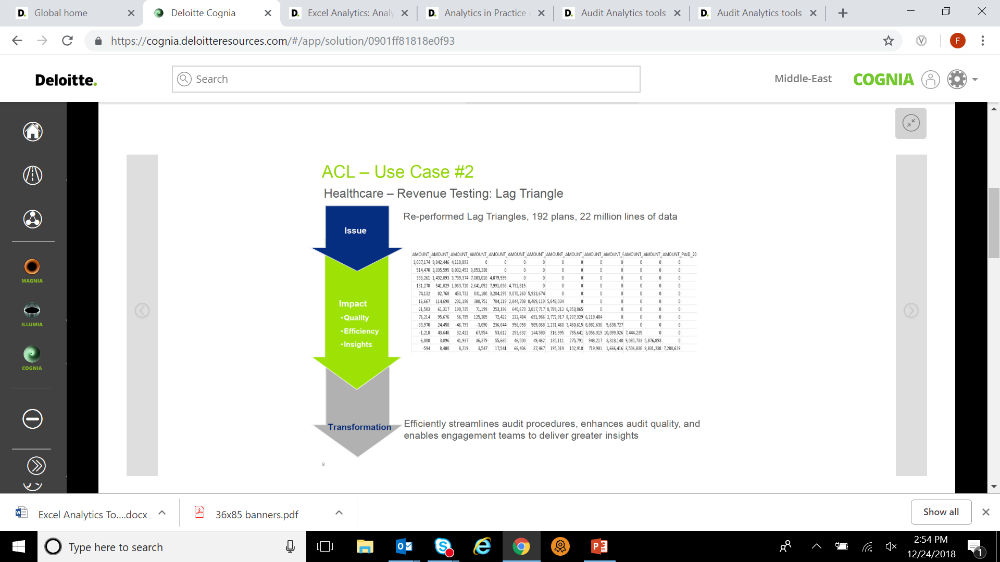 Global home
Deloitte Cognia
Excel Analytics: Analy
Analytics in Practice
Audit Analytics tools
Audit Analytics tools
https://cognia.deloitteresources.com/#/app/solution/0901ff81818e0f93
F
Deloitte.
Search
Middle-East
COGNIA
MAGNIA
ILLUMIA
COGNIA
ACL – Use Case #2
Healthcare – Revenue Testing: Lag Triangle
Issue
Re-performed Lag Triangles, 192 plans, 22 million lines of data
AMOUNT_ AMOUNT_ AMOUNT_ AMOUNT_ AMOUNT_ AMOUNT_ AMOUNT_ AMOUNT_ AMOUNT_ AMOUNT_ AMOUNT_F AMOUNT_ AMOUNT_ AMOUNT_PAID_20
3,007,174 9,842,446 4,110,893 0 0 0 0 0 0 0 0 0 0 0
514,470 3,035,595 8,002,453 3,853,338 0 0 0 0 0 0 0 0 0 0
330,261 1,432,893 3,739,374 7,083,010 4,879,595 0 0 0 0 0 0 0 0 0
131,278 541,829 1,063,720 2,641,052 7,991,036 4,732,815 0 0 0 0 0 0 0 0
74,132 82,768 453,732 831,180 3,204,295 9,070,260 5,923,674 0 0 0 0 0 0 0
16,667 114,698 231,198 380,751 704,219 2,844,708 8,489,119 5,848,034 0 0 0 0 0 0
21,503 61,317 190,735 71,199 253,196 640,673 2,017,717 8,789,212 6,353,065 0 0 0 0 0
76,214 95,676 56,795 125,205 72,422 222,484 691,966 2,772,917 8,207,329 6,119,484 0 0 0 0
-33,970 24,450 -46,793 -3,090 236,044 956,058 589,068 1,231,460 3,460,615 8,881,636 5,638,727 0 0 0
-1,218 43,640 32,422 67,554 53,612 253,632 144,580 316,995 785,641 3,056,319 10,099,326 7,444,235 0 0
6,008 3,096 41,937 36,379 55,665 46,500 49,462 135,111 275,791 948,217 3,318,148 9,080,733 5,876,893 0
-594 8,400 8,219 3,547 17,541 66,406 37,467 195,019 102,918 719,981 1,666,416 3,506,830 8,831,238 7,288,629
Impact
•Quality
•Efficiency
•Insights
Transformation
Efficiently streamlines audit procedures, enhances audit quality, and
enables engagement teams to deliver greater insights
9
Excel Analytics To....docx
36x85 banners.pdf
Show all
Type here to search
2:54 PM
12/24/2018
1